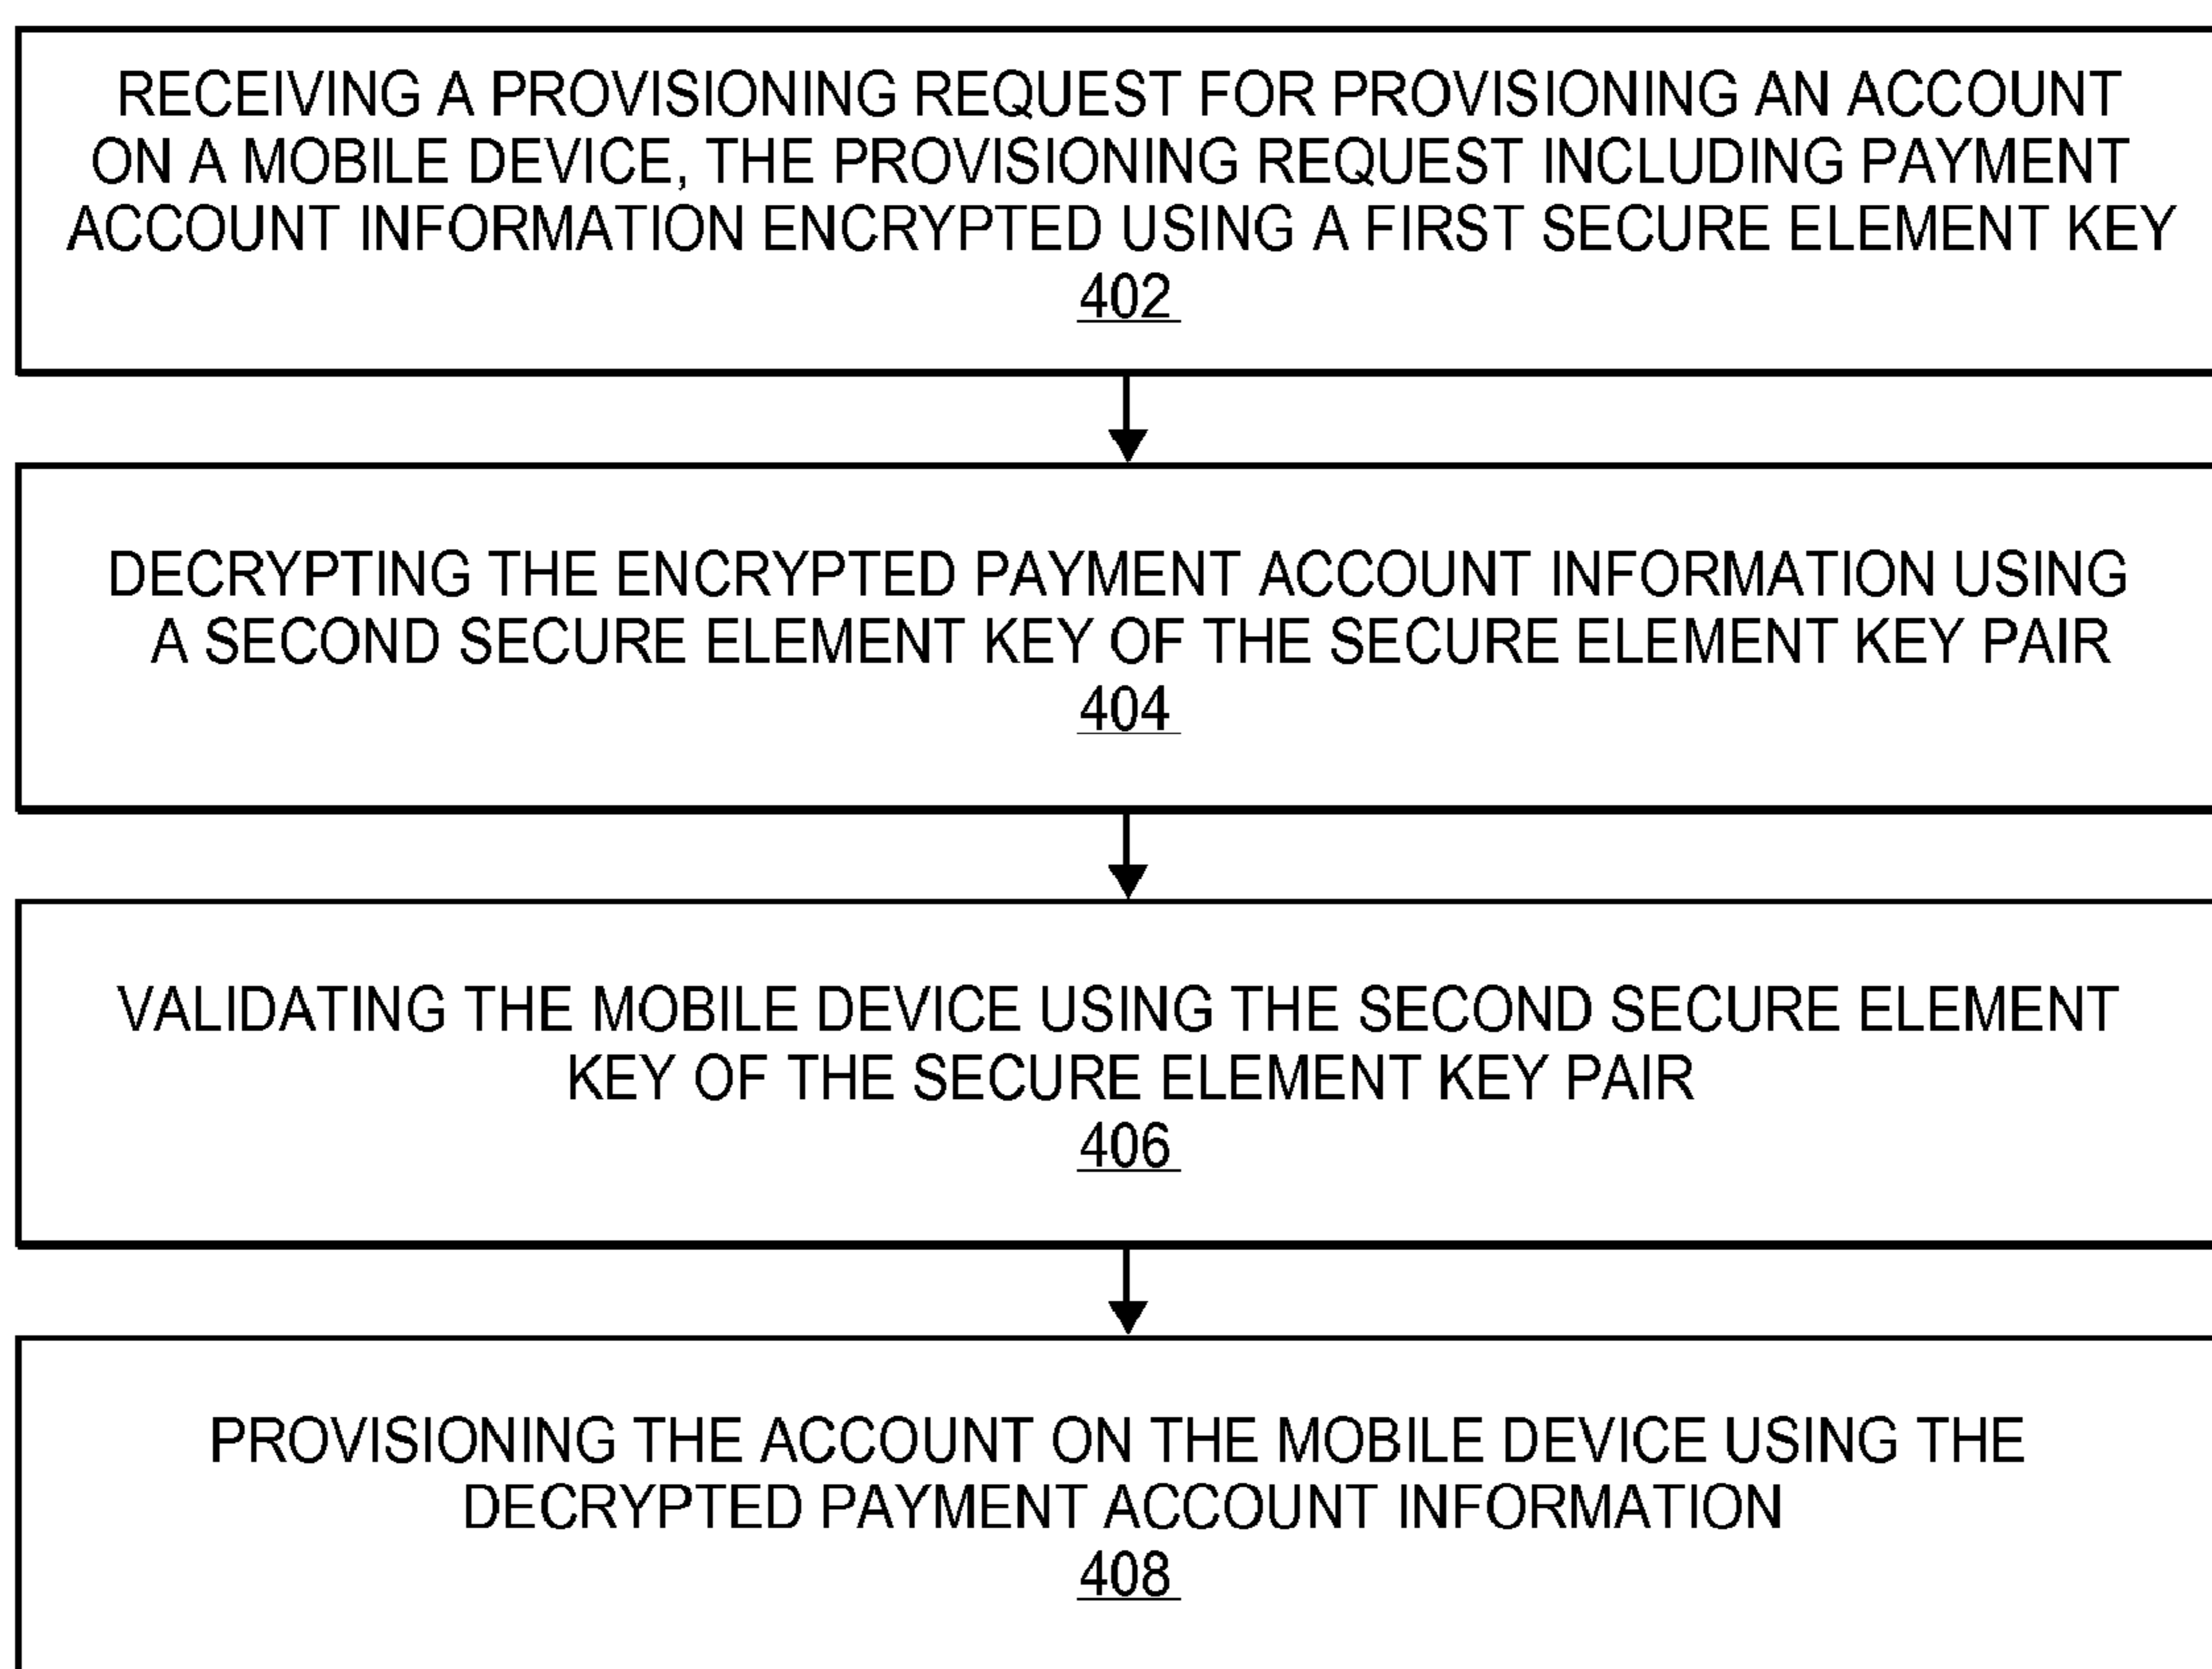 RECEIVING A PROVISIONING REQUEST FOR PROVISIONING AN ACCOUNT
ON A MOBILE DEVICE, THE PROVISIONING REQUEST INCLUDING PAYMENT
ACCOUNT INFORMATION ENCRYPTED USING A FIRST SECURE ELEMENT KEY
402
DECRYPTING THE ENCRYPTED PAYMENT ACCOUNT INFORMATION USING
A SECOND SECURE ELEMENT KEY OF THE SECURE ELEMENT KEY PAIR
404
VALIDATING THE MOBILE DEVICE USING THE SECOND SECURE ELEMENT
KEY OF THE SECURE ELEMENT KEY PAIR
406
PROVISIONING THE ACCOUNT ON THE MOBILE DEVICE USING THE
DECRYPTED PAYMENT ACCOUNT INFORMATION
408